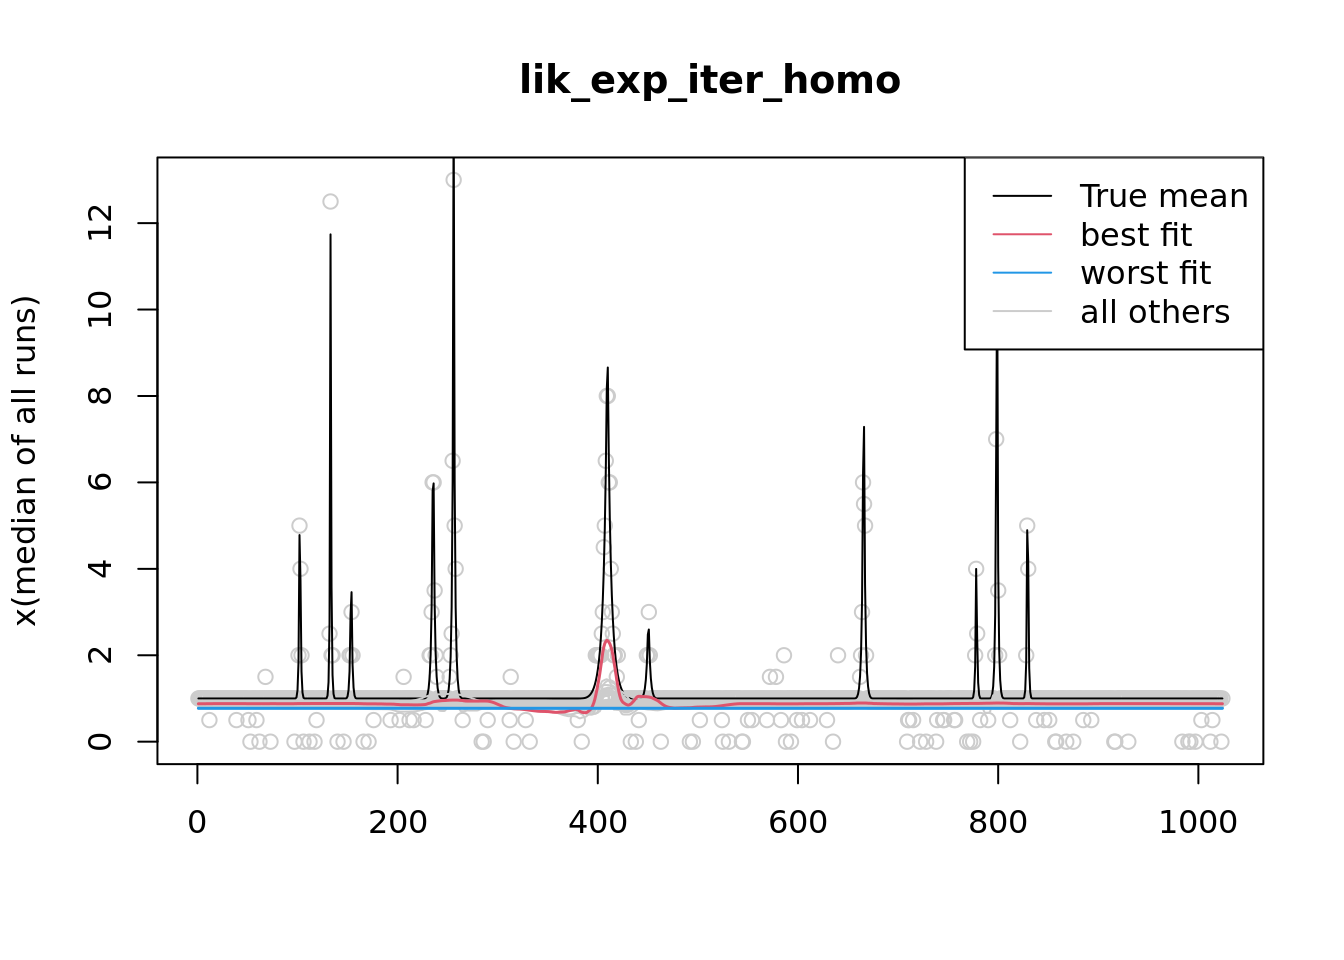 lik_exp_iter_homo
x(median of all runs)
12
10
8
6
4
2
0
True mean
best fit
worst fit
all others
0 200 400 600 800 1000